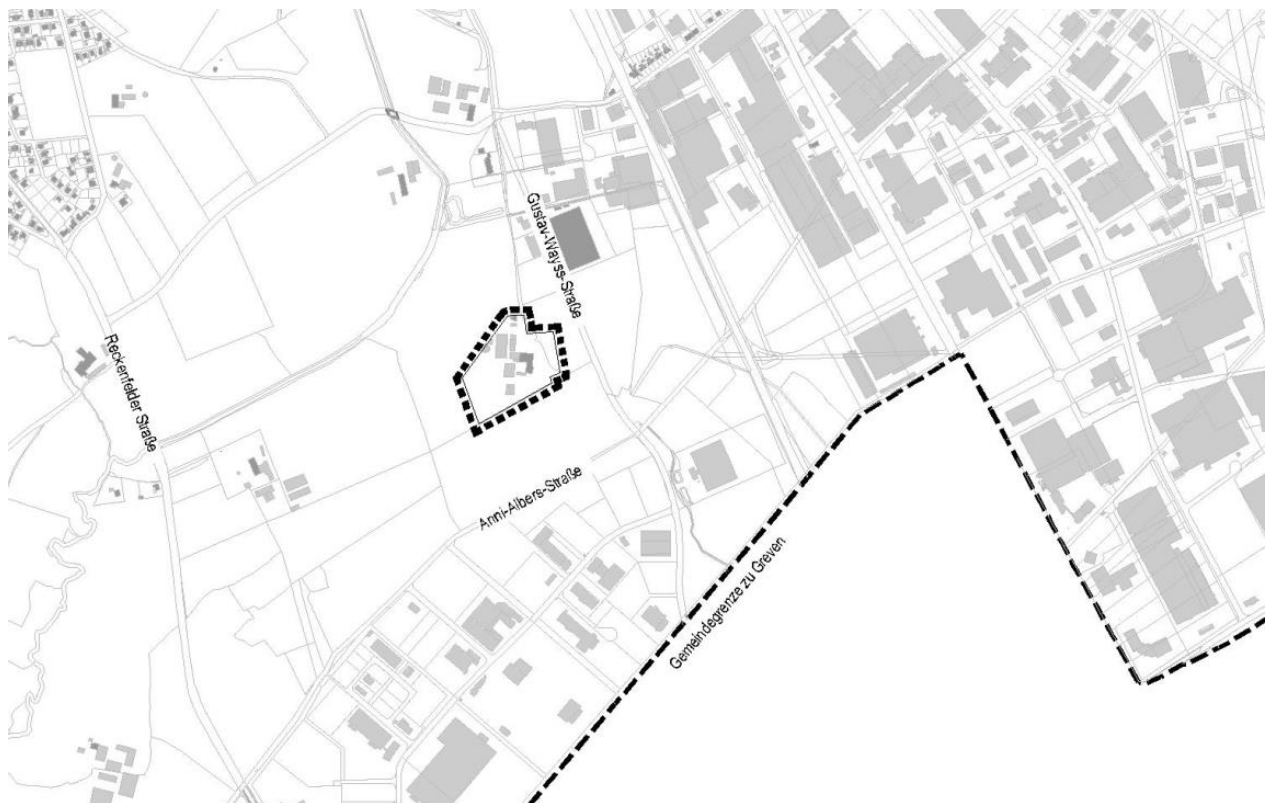 Gustav-Wayss-Straße
Reckenfelder Straße
Anni-Albers-Straße
Gemeindegrenze zu Greven